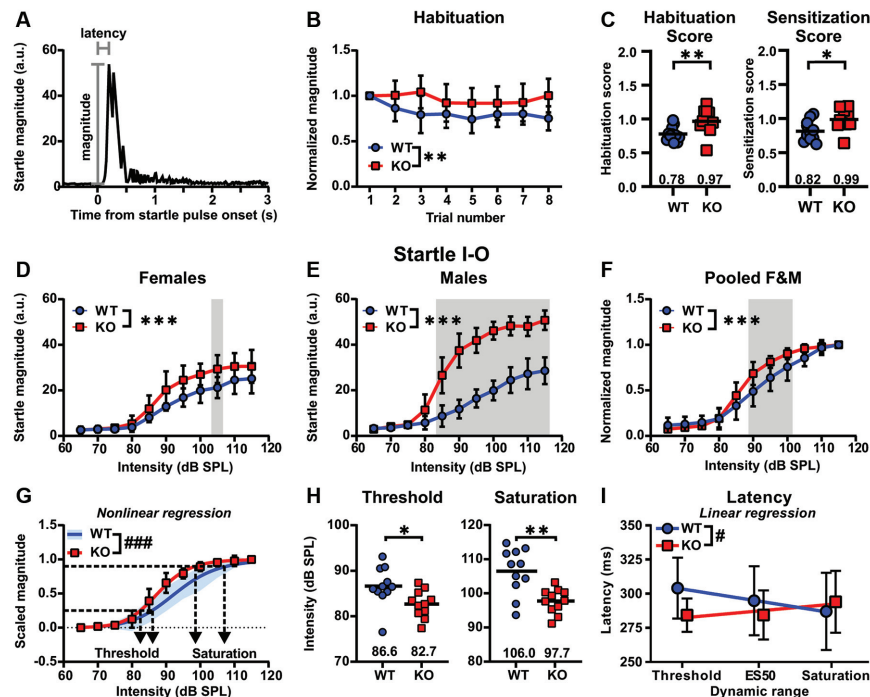 A
latency
Startle magnitude (a.u.)
60
40
20
0
magnitude
0 1 2 3
Time from startle pulse onset (s)
B
Habituation
Normalized magnitude
1.5
1.0
0.5
0.0
WT
KO
**
1 2 3 4 5 6 7 8
Trial number
C
Habituation
Score
Habituation score
2.0
1.5
1.0
0.5
0.0
**
0.78 0.97
WT KO
Sensitization
Score
Sensitization score
2.0
1.5
1.0
0.5
0.0
*
0.82 0.99
WT KO
Startle I-O
D
Females
Startle magnitude (a.u.)
60
40
20
0
WT
KO
***
60 70 80 90 100 110 120
Intensity (dB SPL)
E
Males
Startle magnitude (a.u.)
60
40
20
0
WT
KO
***
60 70 80 90 100 110 120
Intensity (dB SPL)
F
Pooled F&M
Normalized magnitude
1.5
1.0
0.5
0.0
WT
KO
***
60 70 80 90 100 110 120
Intensity (dB SPL)
G
Nonlinear regression
Scaled magnitude
1.5
1.0
0.5
0.0
-0.5
WT
KO
###
Threshold
Saturation
60 70 80 90 100 110 120
Intensity (dB SPL)
H
Threshold
Intensity (dB SPL)
100
90
80
70
*
86.6 82.7
WT KO
Saturation
120
110
100
90
80
**
106.0 97.7
WT KO
I
Latency
Linear regression
Latency (ms)
350
325
300
275
250
WT
KO
#
Threshold ES50 Saturation
Dynamic range